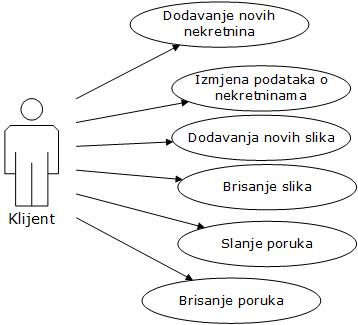 Dodavanje novih
nekretnina
Izmjena podataka o
nekretninama
Dodavanja novih slika
Brisanje slika
Klijent
Slanje poruka
Brisanje poruka